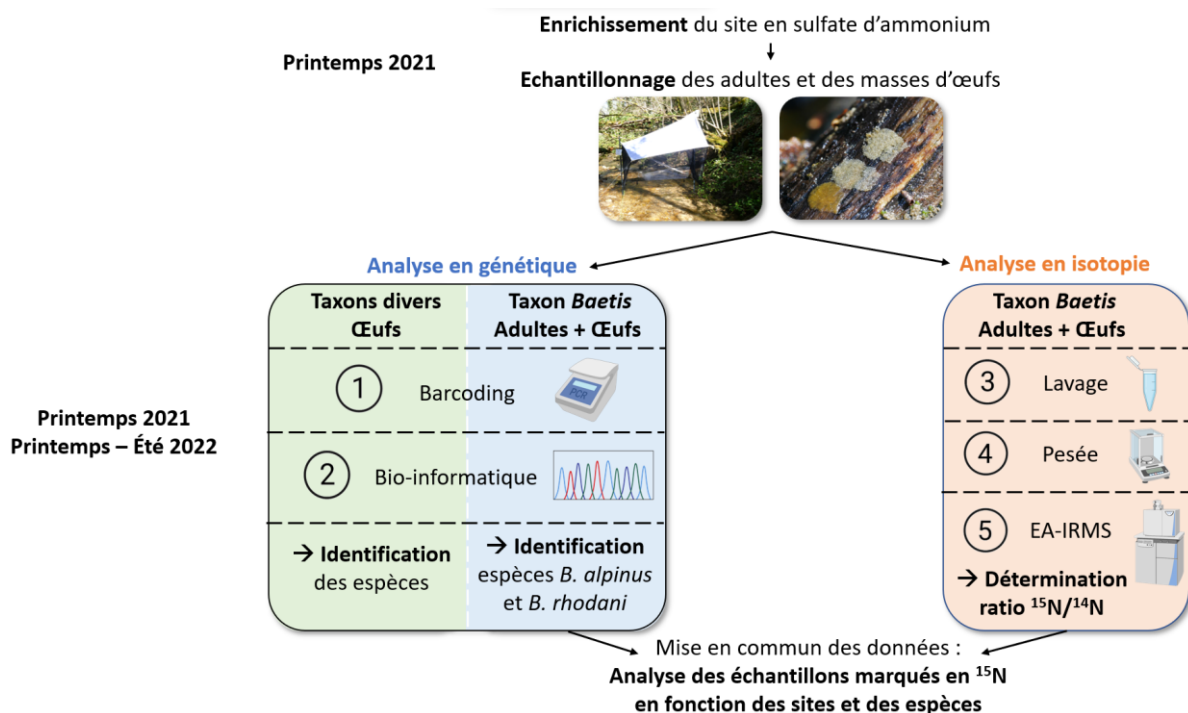 Enrichissement du site en sulfate d’ammonium
Printemps 2021
Echantillonnage des adultes et des masses d’œufs
Analyse en génétique
Analyse en isotopie
Taxons divers
Œufs
Taxon Baetis
Adultes + Œufs
Taxon Baetis
Adultes + Œufs
1 Barcoding
PCR
3 Lavage
Printemps 2021
Printemps – Été 2022
2 Bio-informatique
4 Pesée
5 EA-IRMS
→ Identification
des espèces
→ Identification
espèces B. alpinus
et B. rhodani
→ Détermination
ratio ¹⁵N/¹⁴N
Mise en commun des données :
Analyse des échantillons marqués en ¹⁵N
en fonction des sites et des espèces